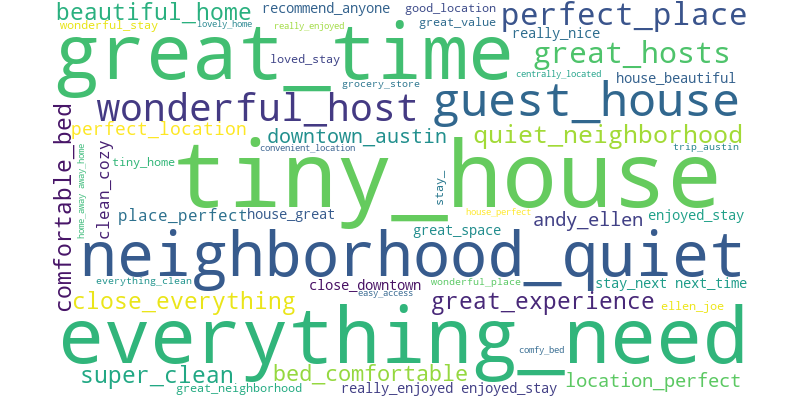 beautiful_home
recommend_anyone
good_location
perfect_place
wonderful_stay
lovely_home
really_enjoyed
great_value
really_nice
great_time
great_hosts
loved_stay
centrally_located
house_beautiful
grocery_store
wonderful_host
guest_house
perfect_location
downtown_austin
quiet_neighborhood
comfortable_bed
home_away away_home
clean_cozy
tiny_home
convenient_location
trip_austin
tiny_house
stay_
place_perfect
house_great
house_perfect
andy_ellen
enjoyed_stay
great_space
neighborhood_quiet
everything_clean
close_downtown
wonderful_place
stay_next next_time
easy_access
close_everything
great_experience
ellen_joe
everything_need
comfy_bed
super_clean
bed_comfortable
location_perfect
great_neighborhood
really_enjoyed enjoyed_stay